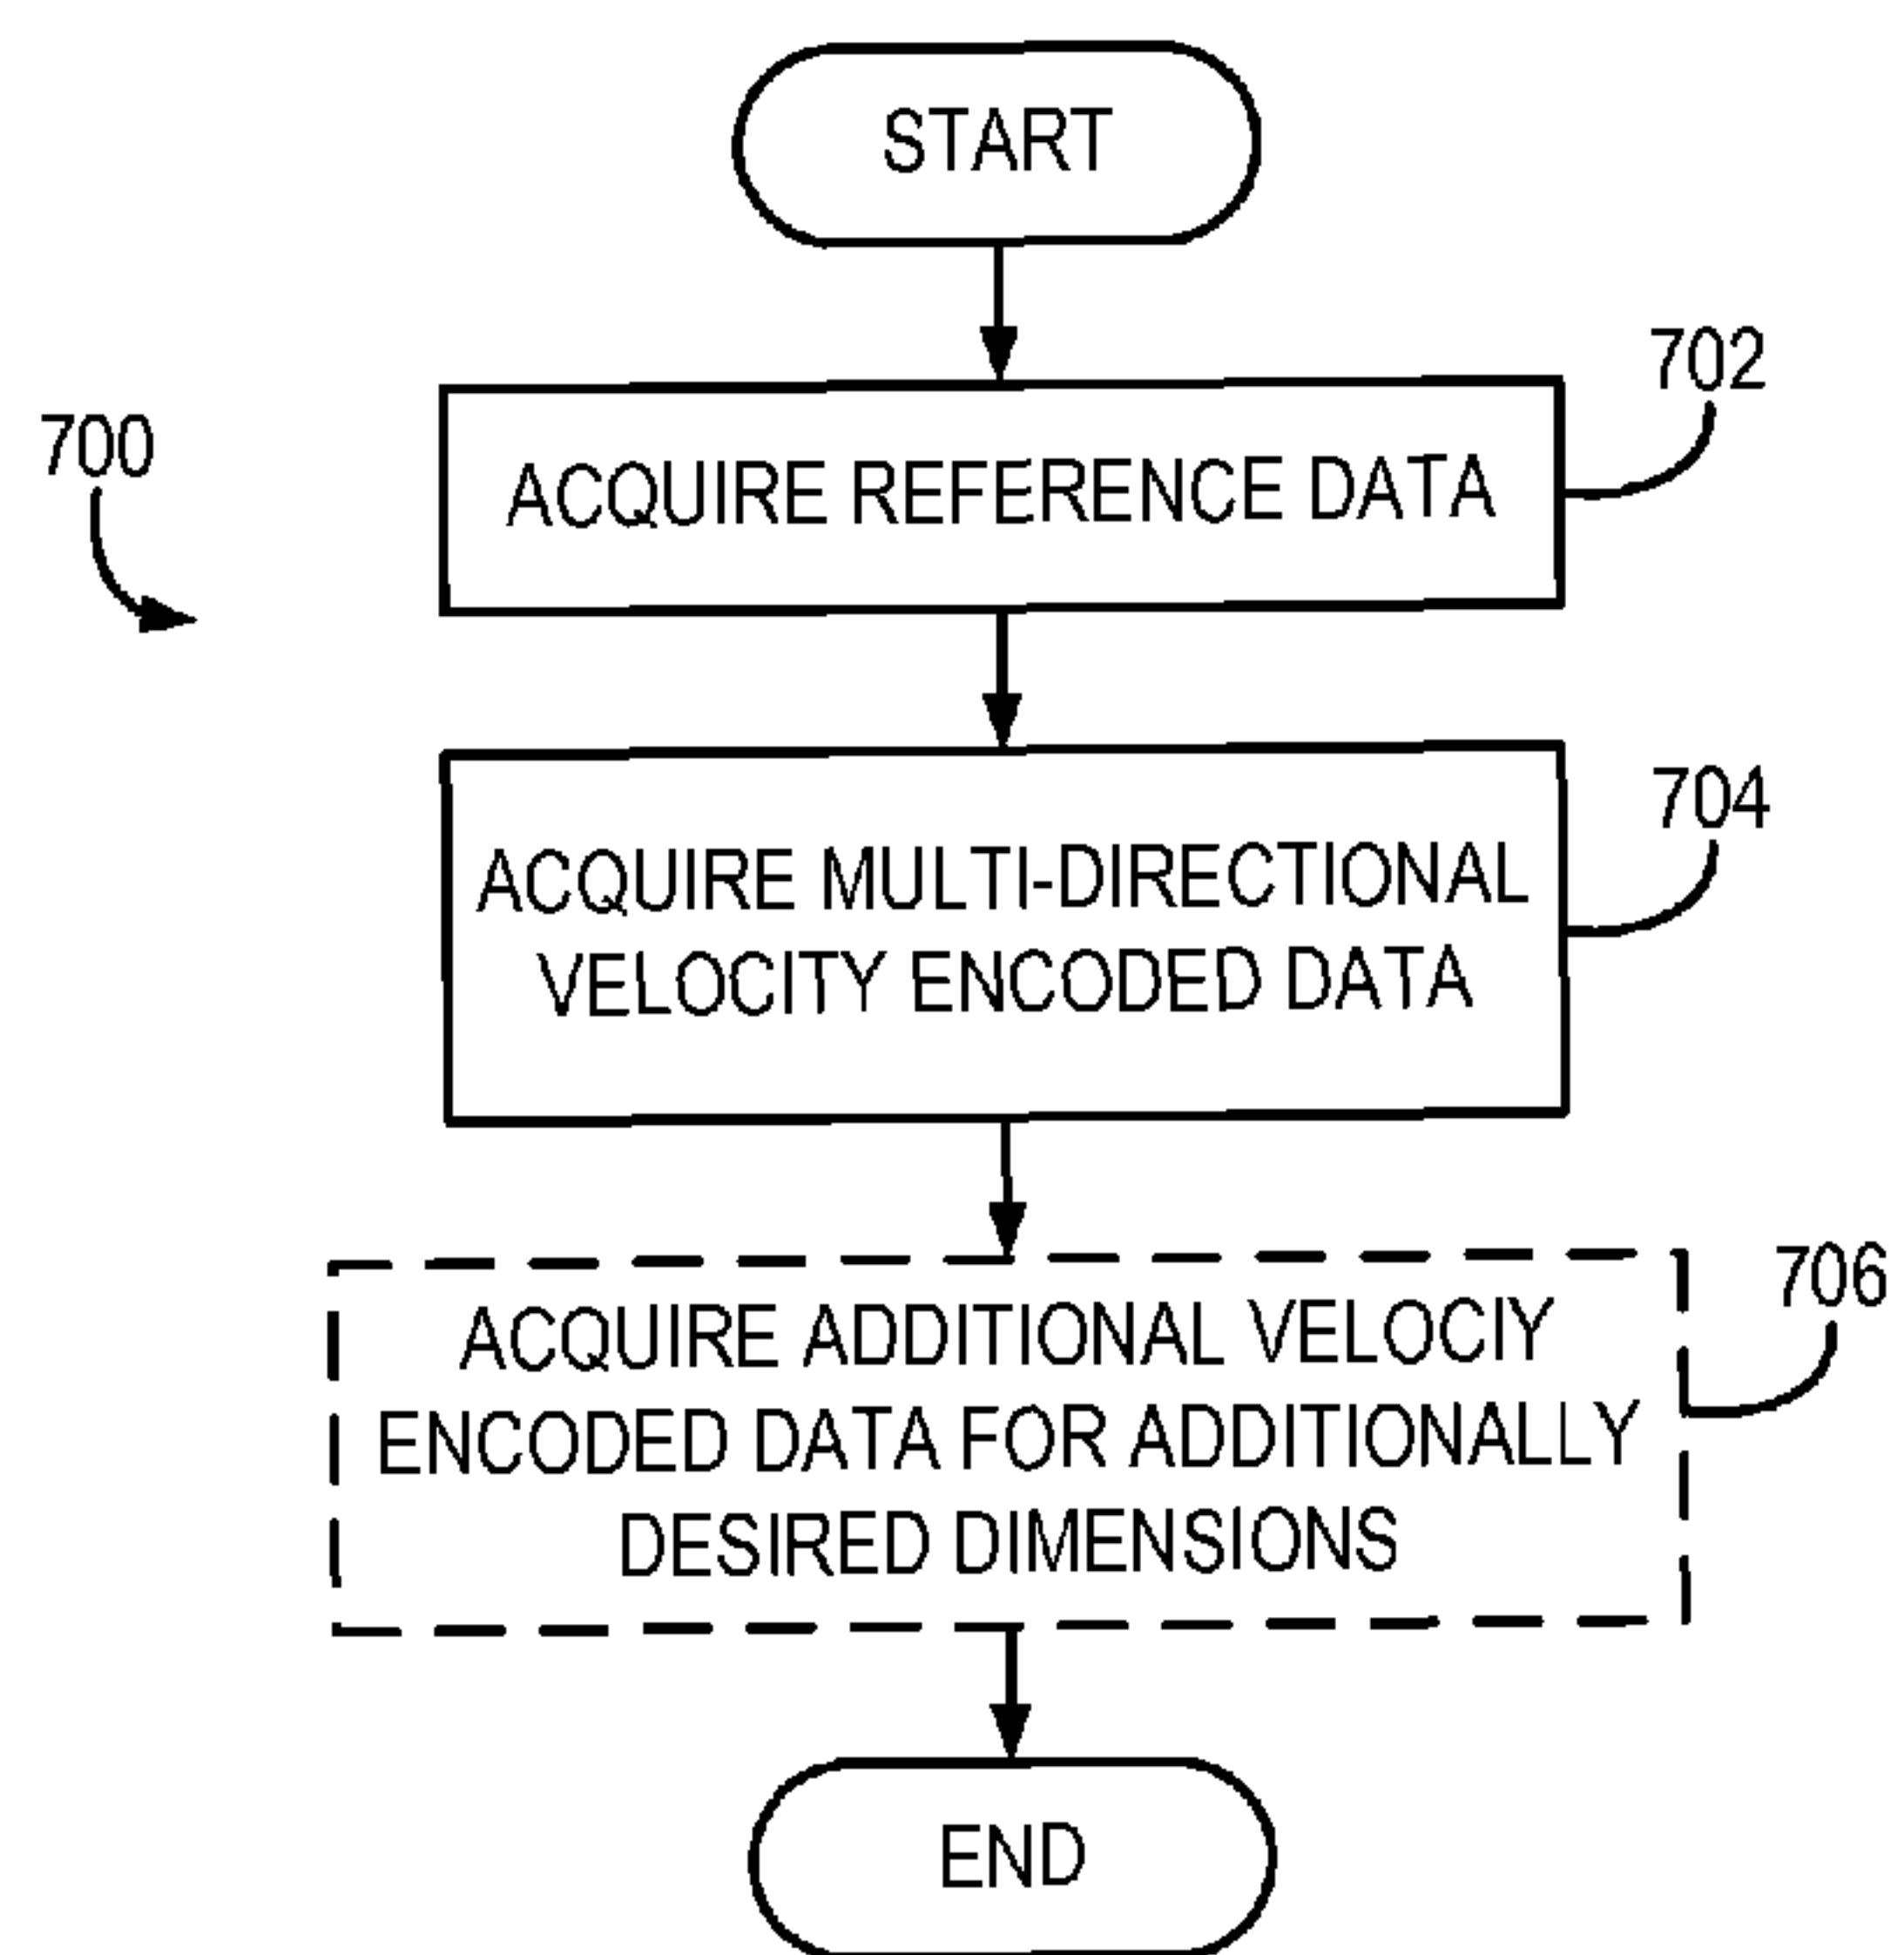 START
702
700
ACQUIRE REFERENCE DATA
704
ACQUIRE MULTI-DIRECTIONAL
VELOCITY ENCODED DATA
706
ACQUIRE ADDITIONAL VELOCIY
ENCODED DATA FOR ADDITIONALLY
DESIRED DIMENSIONS
END